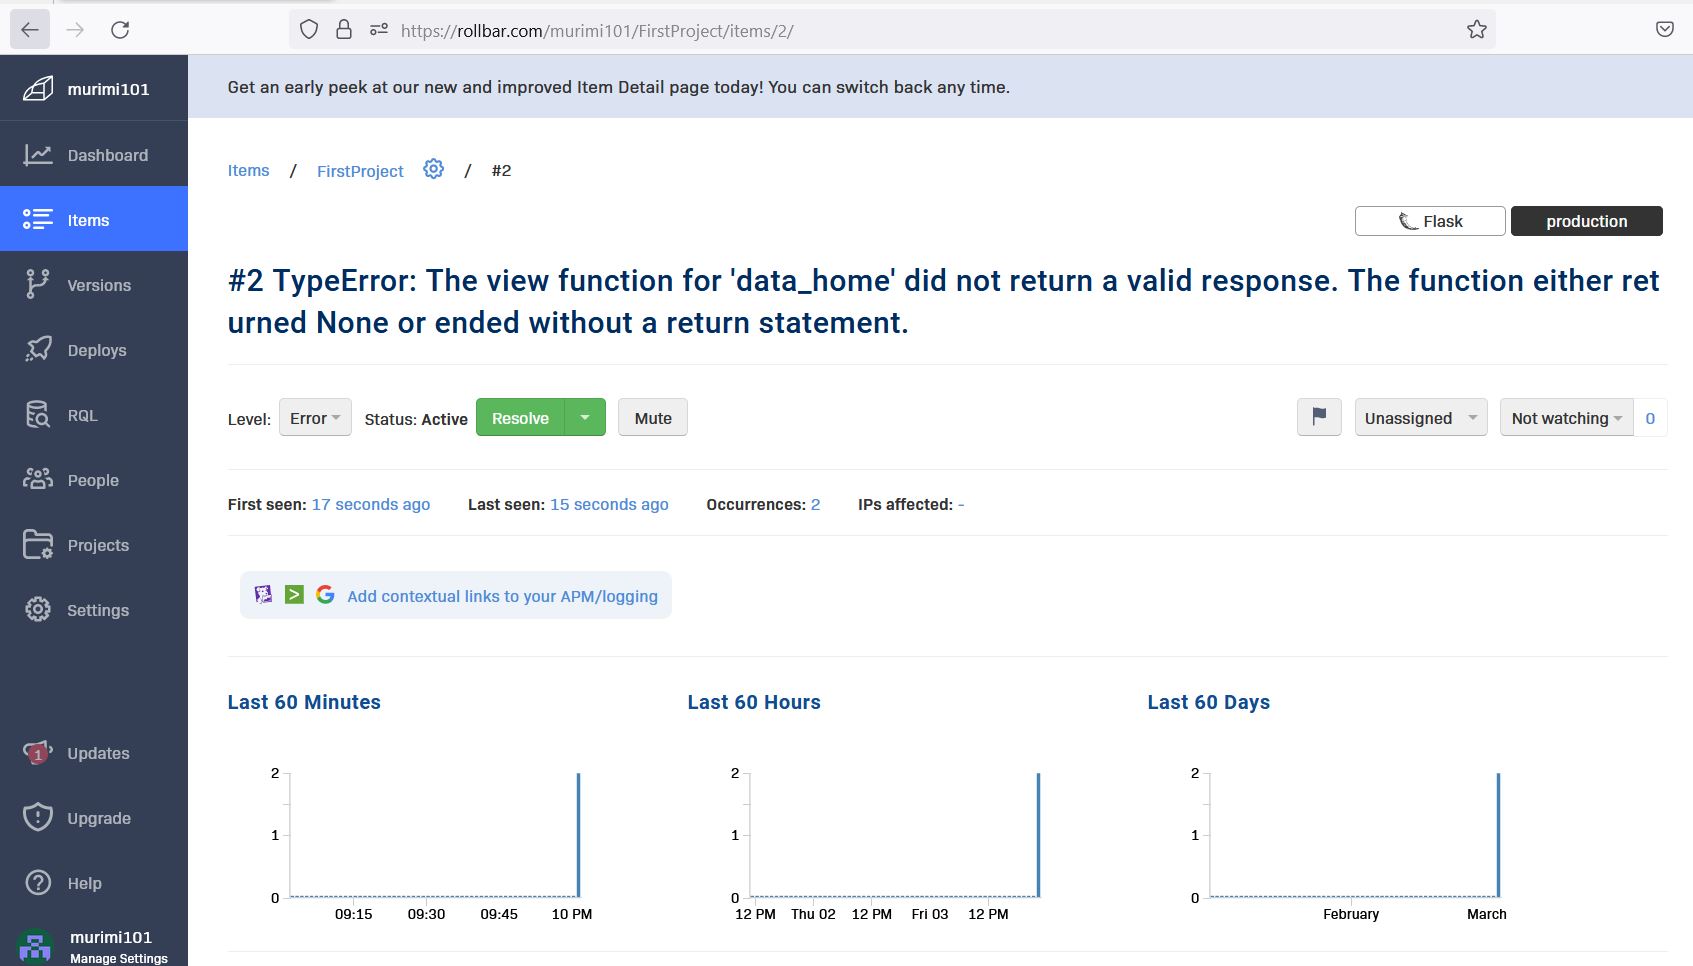 https://rollbar.com/murimi101/FirstProject/items/2/
murimi101
Get an early peek at our new and improved Item Detail page today! You can switch back any time.
Dashboard
Items
Versions
Deploys
RQL
People
Projects
Settings
1 Updates
Upgrade
Help
murimi101
Manage Settings
Items / FirstProject / #2
Flask production
#2 TypeError: The view function for 'data_home' did not return a valid response. The function either ret
urned None or ended without a return statement.
Level: Error Status: Active Resolve Mute Unassigned Not watching 0
First seen: 17 seconds ago Last seen: 15 seconds ago Occurrences: 2 IPs affected: -
Add contextual links to your APM/logging
Last 60 Minutes
2
1
0
09:15 09:30 09:45 10 PM
Last 60 Hours
2
1
0
12 PM Thu 02 12 PM Fri 03 12 PM
Last 60 Days
2
1
0
February March